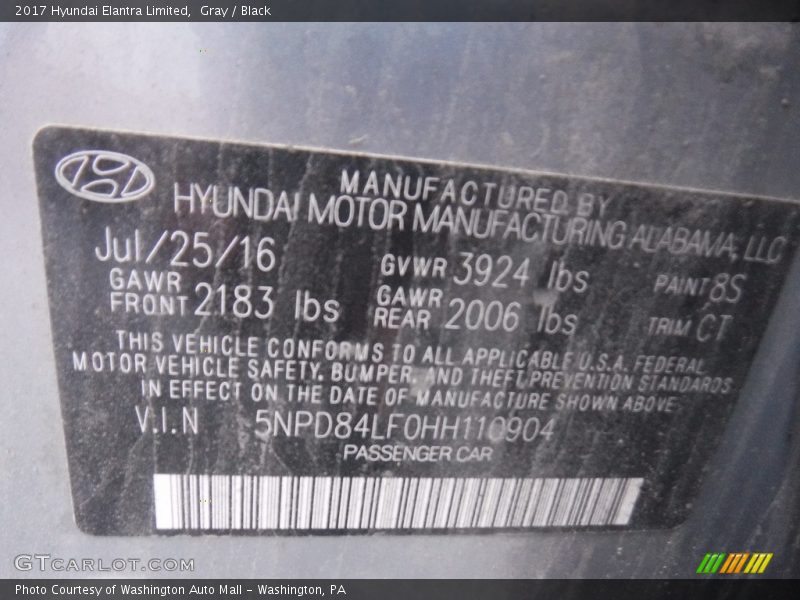 2017 Hyundai Elantra Limited, Gray / Black
MANUFACTURED BY
HYUNDAI MOTOR MANUFACTURING ALABAMA, LLC
Jul/25/16 GVWR 3924 lbs PAINT 8S
GAWR FRONT 2183 lbs GAWR REAR 2006 lbs TRIM CT
THIS VEHICLE CONFORMS TO ALL APPLICABLE U.S.A. FEDERAL
MOTOR VEHICLE SAFETY, BUMPER, AND THEFT PREVENTION STANDARDS
IN EFFECT ON THE DATE OF MANUFACTURE SHOWN ABOVE
V.I.N 5NPD84LF0HH110904
PASSENGER CAR
GTCARLOT.COM
Photo Courtesy of Washington Auto Mall - Washington, PA